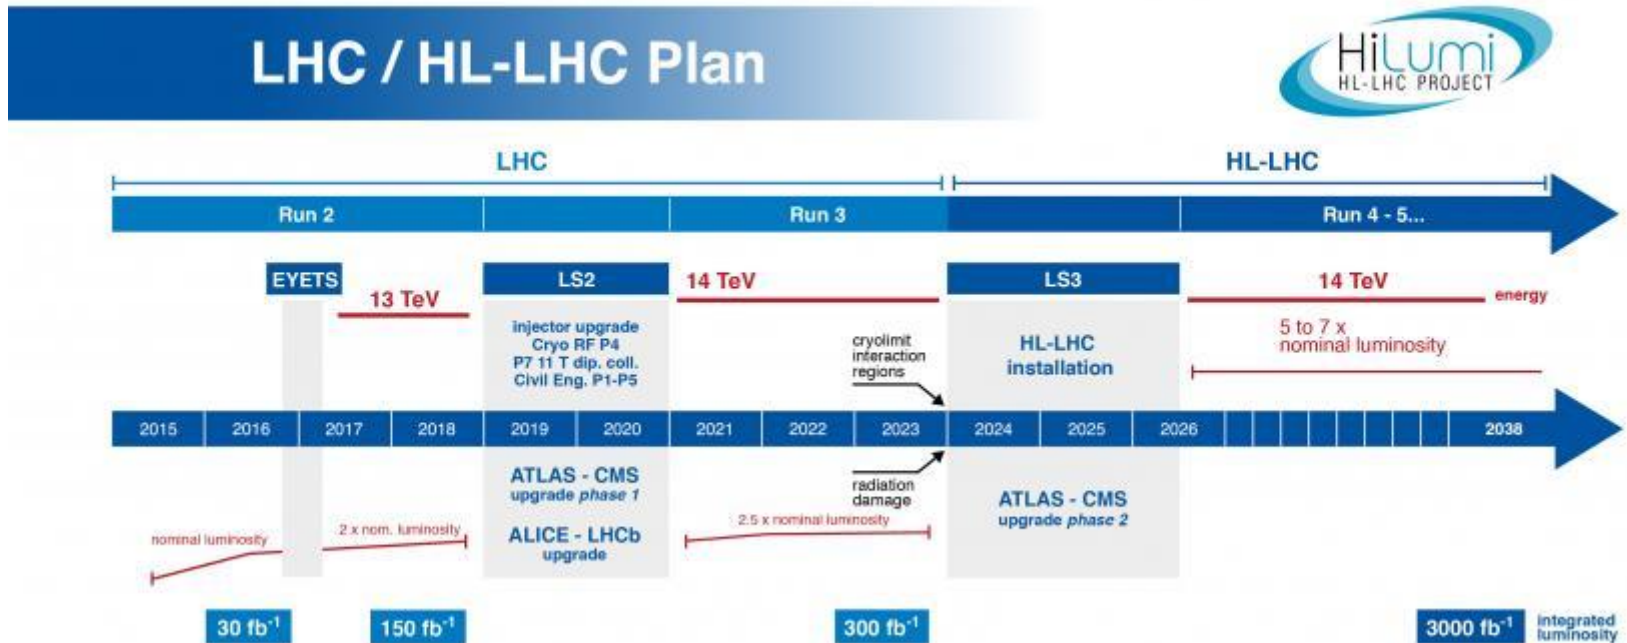 LHC / HL-LHC Plan
HiLumi
HL-LHC PROJECT
LHC
HL-LHC
Run 2
Run 3
Run 4 - 5...
EYETS
13 TeV
LS2
14 TeV
LS3
14 TeV
energy
injector upgrade
Cryo RF P4
P7 11 T dip. coll.
Civil Eng. P1-P5
cryolimit
interaction
regions
HL-LHC
installation
5 to 7 x
nominal luminosity
2015 2016 2017 2018 2019 2020 2021 2022 2023 2024 2025 2026 2038
ATLAS - CMS
upgrade phase 1
ALICE - LHCb
upgrade
radiation
damage
ATLAS - CMS
upgrade phase 2
nominal luminosity
2 x nom. luminosity
2.5 x nominal luminosity
30 fb⁻¹
150 fb⁻¹
300 fb⁻¹
3000 fb⁻¹
integrated
luminosity